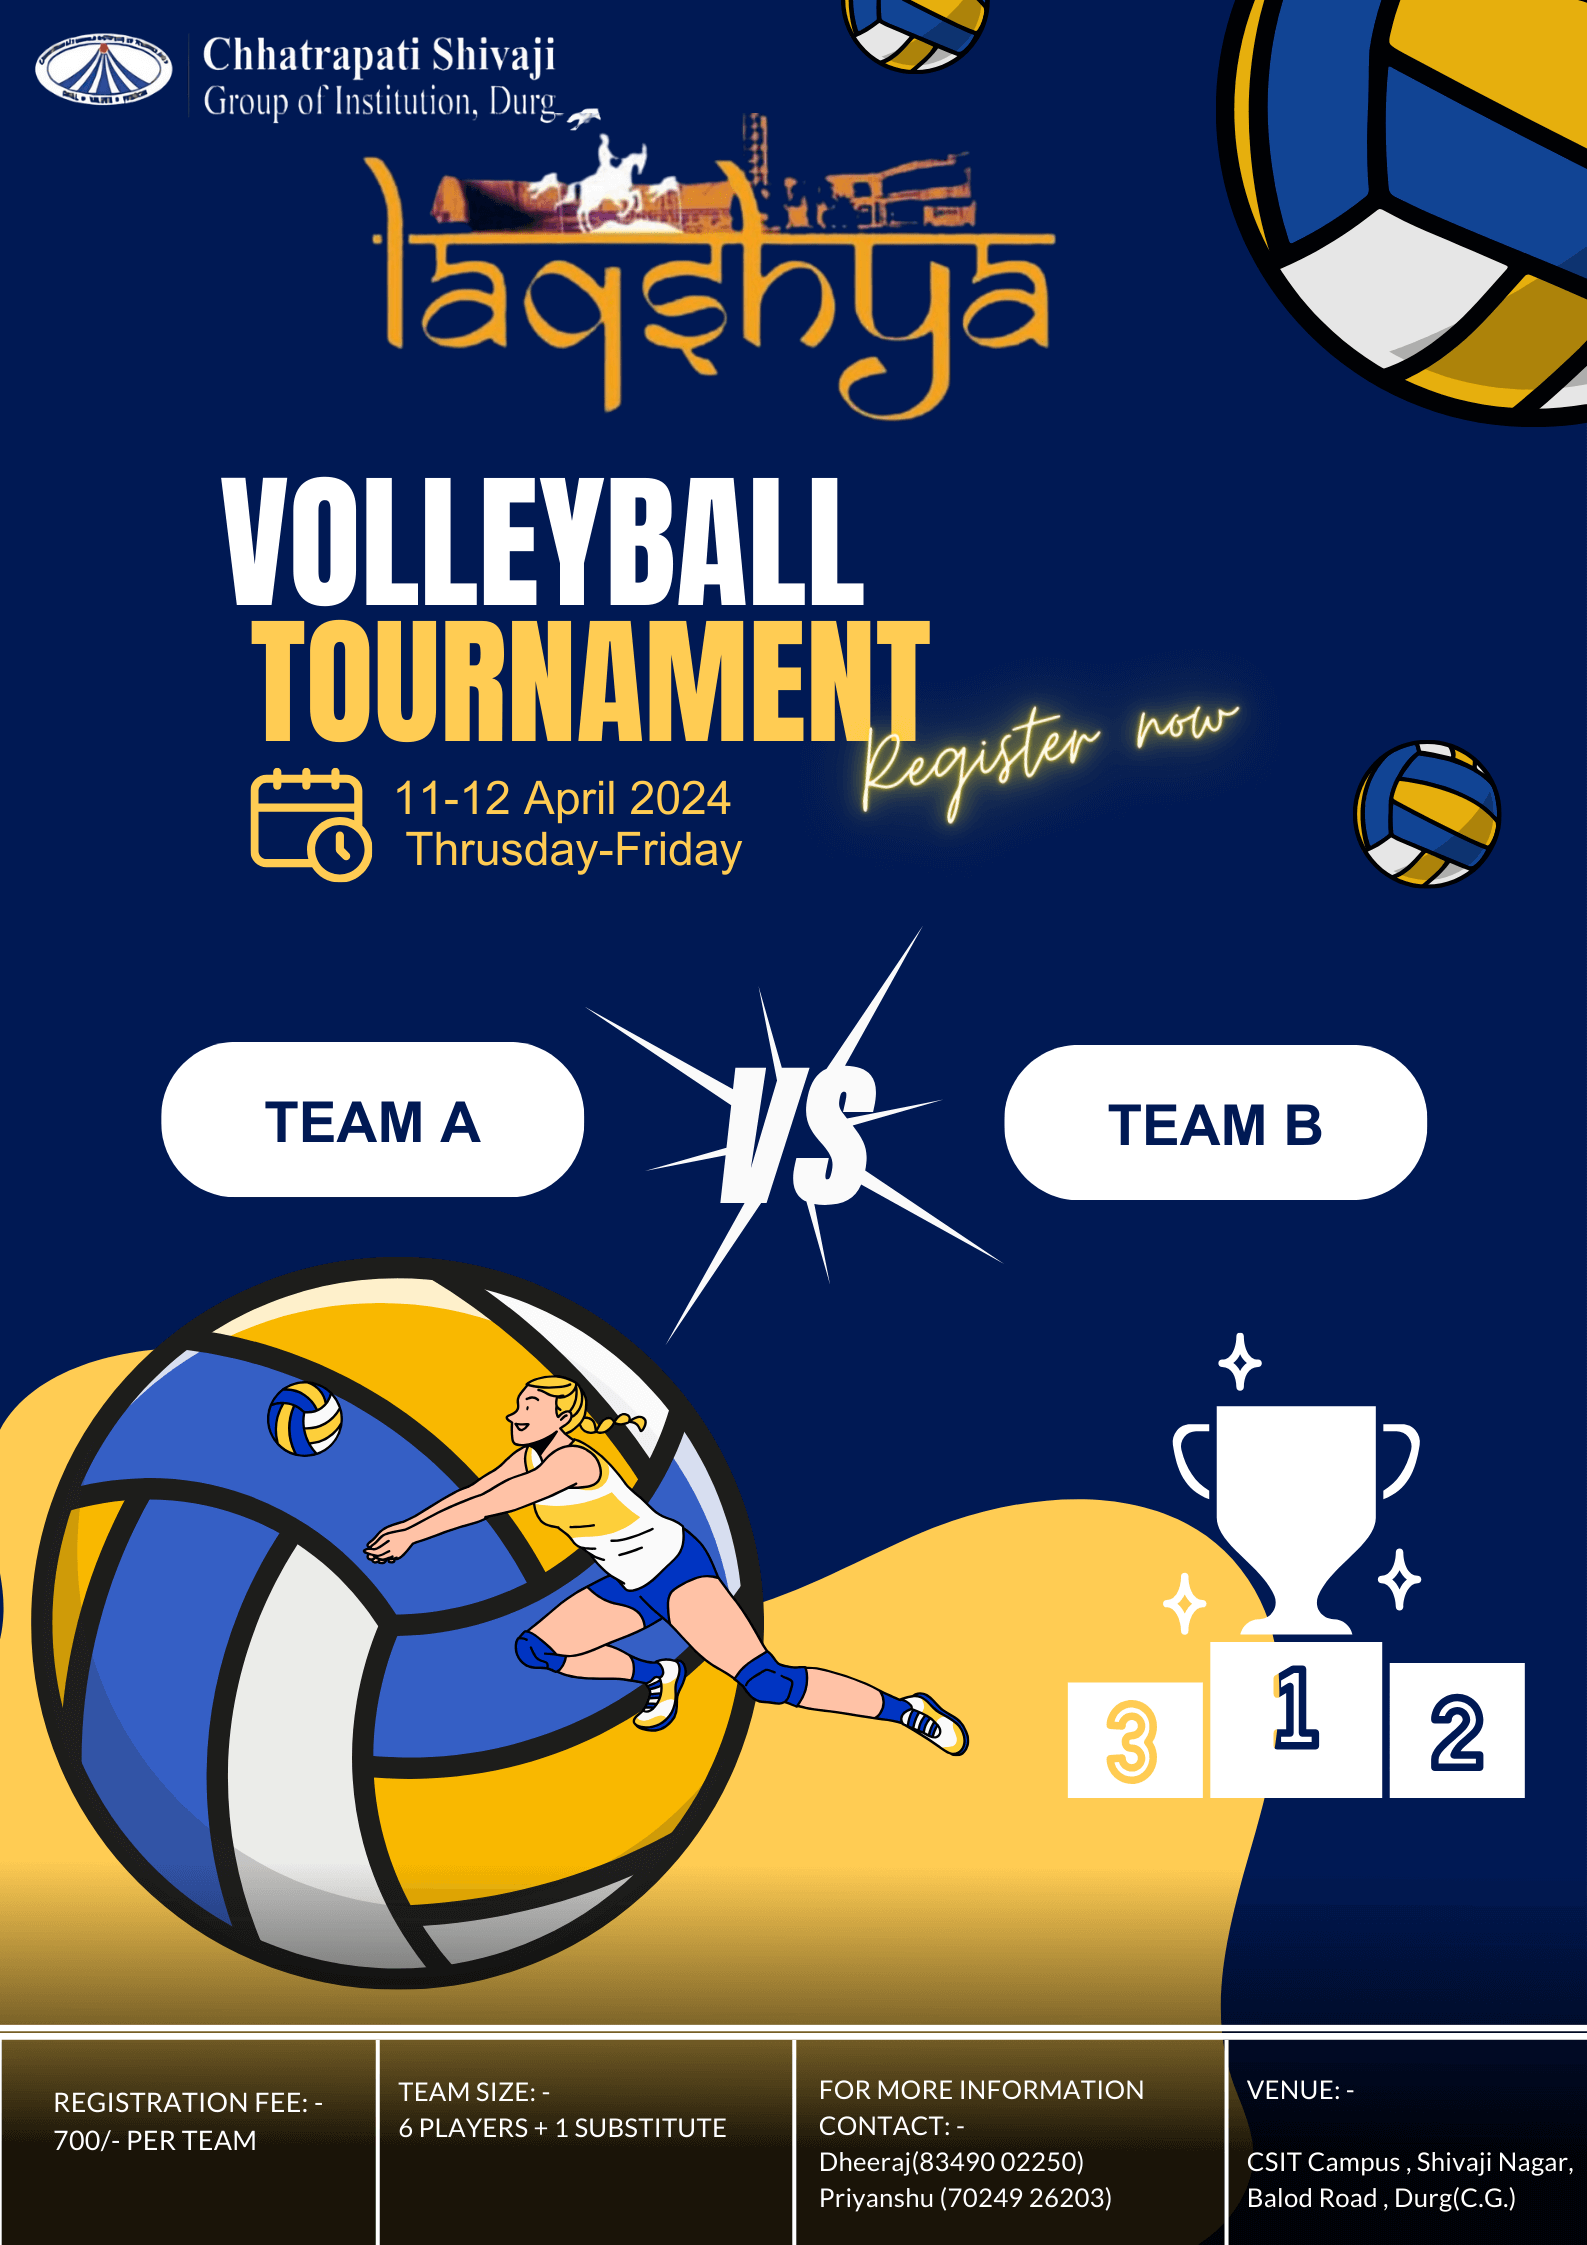 Chhatrapati Shivaji
Group of Institution, Durg
laqshya
VOLLEYBALL
TOURNAMENT
Register now
11-12 April 2024
Thrusday-Friday
TEAM A
VS
TEAM B
3
1
2
REGISTRATION FEE: -
700/- PER TEAM
TEAM SIZE: -
6 PLAYERS + 1 SUBSTITUTE
FOR MORE INFORMATION
CONTACT: -
Dheeraj(83490 02250)
Priyanshu (70249 26203)
VENUE: -
CSIT Campus , Shivaji Nagar,
Balod Road , Durg(C.G.)